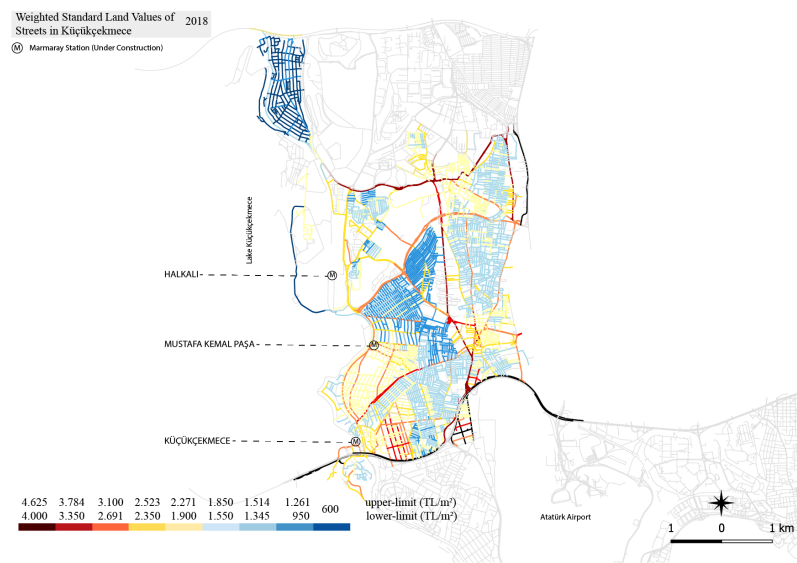 Weighted Standard Land Values of
Streets in Küçükçekmece
2018
M Marmaray Station (Under Construction)
Lake Küçükçekmece
HALKALI
M
MUSTAFA KEMAL PAŞA
M
KÜÇÜKÇEKMECE
M
4.625 3.784 3.100 2.523 2.271 1.850 1.514 1.261 600 upper-limit (TL/m²)
4.000 3.350 2.691 2.350 1.900 1.550 1.345 950 lower-limit (TL/m²)
Atatürk Airport
1 0 1 km